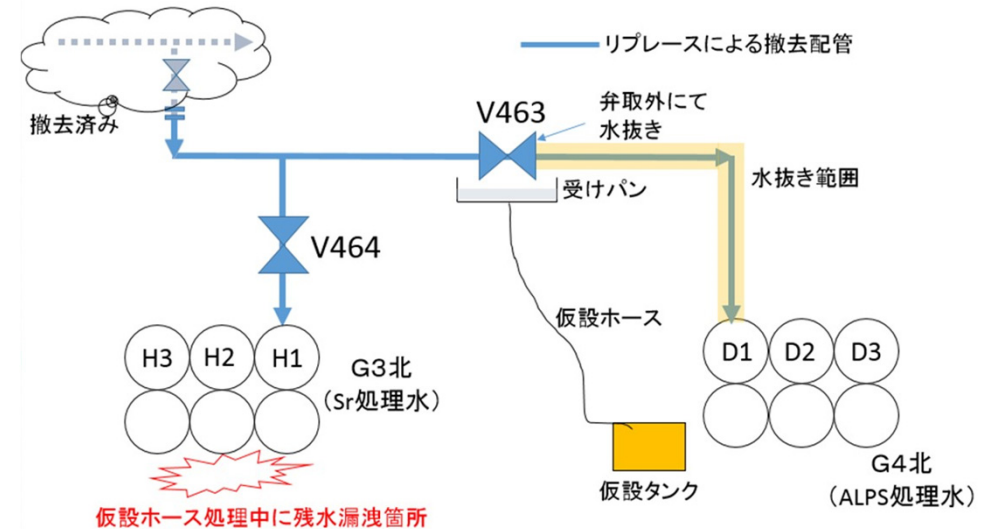 リプレースによる撤去配管
撤去済み
V463
弁取外にて
水抜き
受けパン
水抜き範囲
V464
仮設ホース
H3 H2 H1
G3北
(Sr処理水)
D1 D2 D3
G4北
(ALPS処理水)
仮設タンク
仮設ホース処理中に残水漏洩箇所